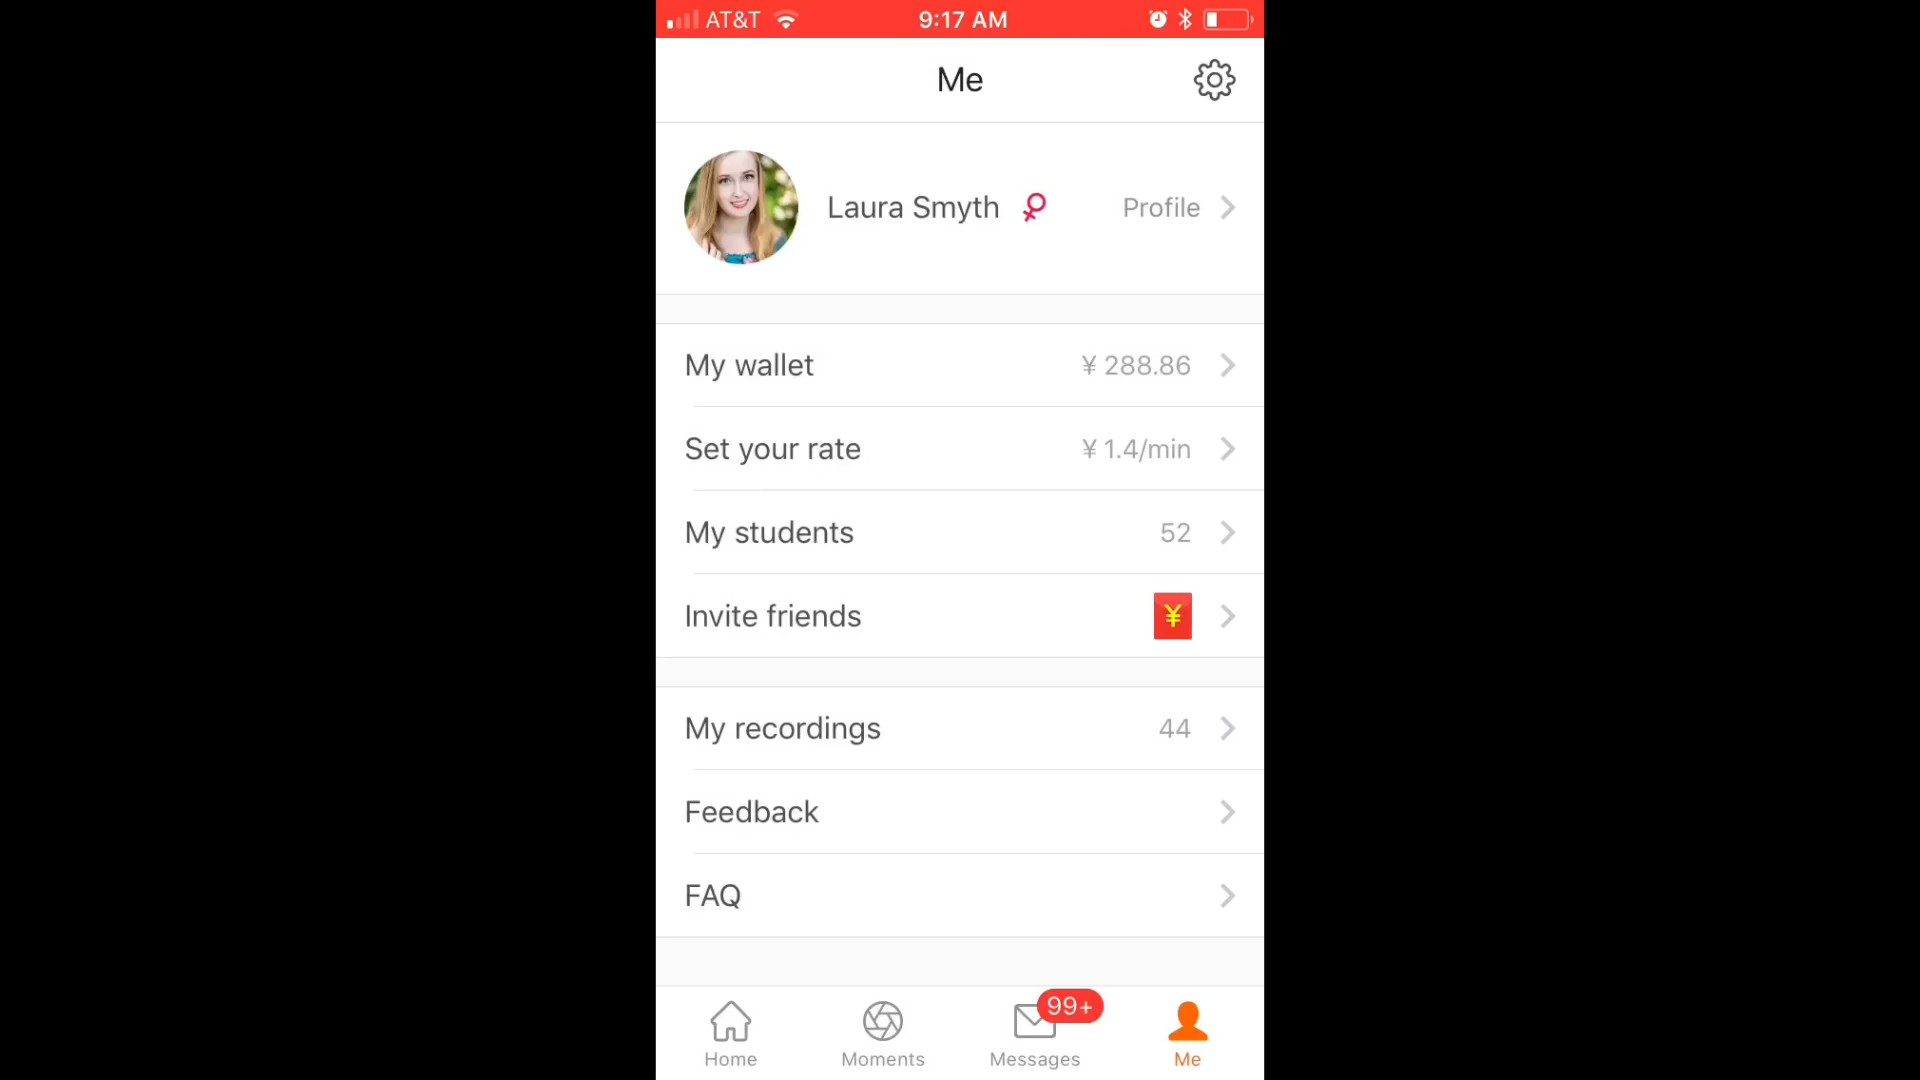 AT&T 9:17 AM
Me
Laura Smyth Profile
My wallet ¥ 288.86
Set your rate ¥ 1.4/min
My students 52
Invite friends ¥
My recordings 44
Feedback
FAQ
99+
Home Moments Messages Me